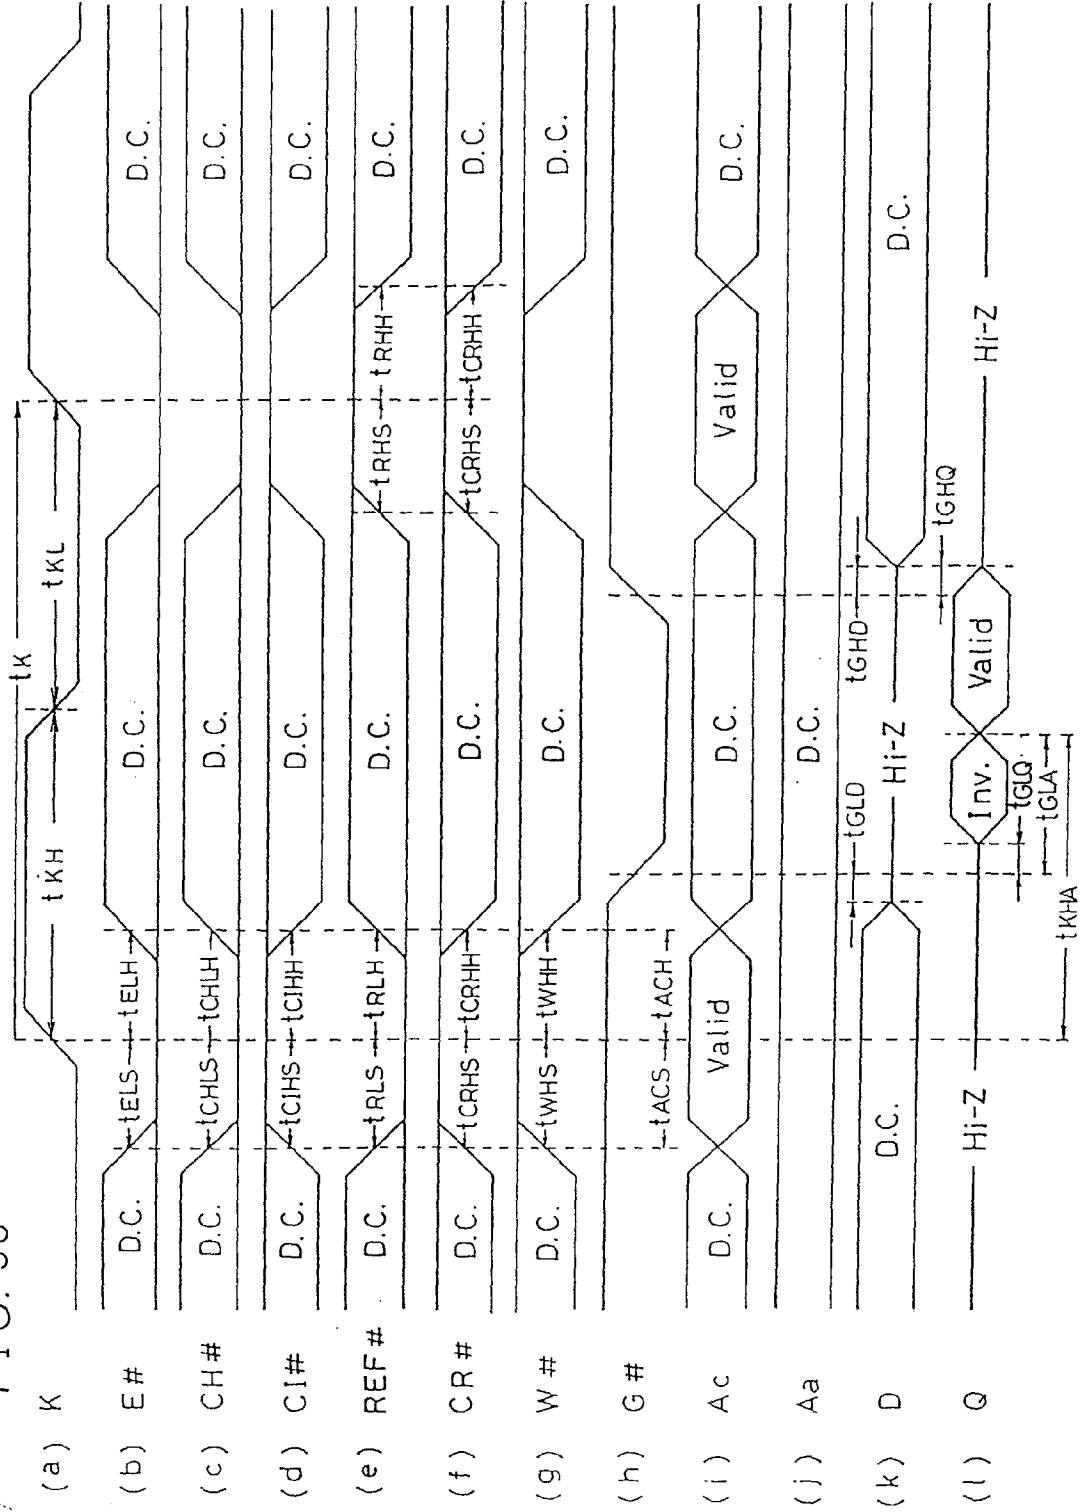 tK
tKH tKL
(a) K
(b) E# D.C. tELS tELH D.C. D.C.
(c) CH# D.C. tCHLS tCHLH D.C. D.C.
(d) CI# D.C. tCIHS tCIHH D.C. D.C.
(e) REF# D.C. tRLS tRLH D.C. tRHS tRHH D.C.
(f) CR# D.C. tCRHS tCRHH D.C. tCRHS tCRHH D.C.
(g) W# D.C. tWHS tWHH D.C. D.C.
(h) G#
tACS tACH
(i) Ac D.C. Valid D.C. Valid D.C.
(j) Aa D.C.
tGLD tGHD
(k) D D.C. Hi-Z D.C.
tGHQ
(l) Q Hi-Z Inv. Valid Hi-Z
tGLQ
tGLA
tKHA